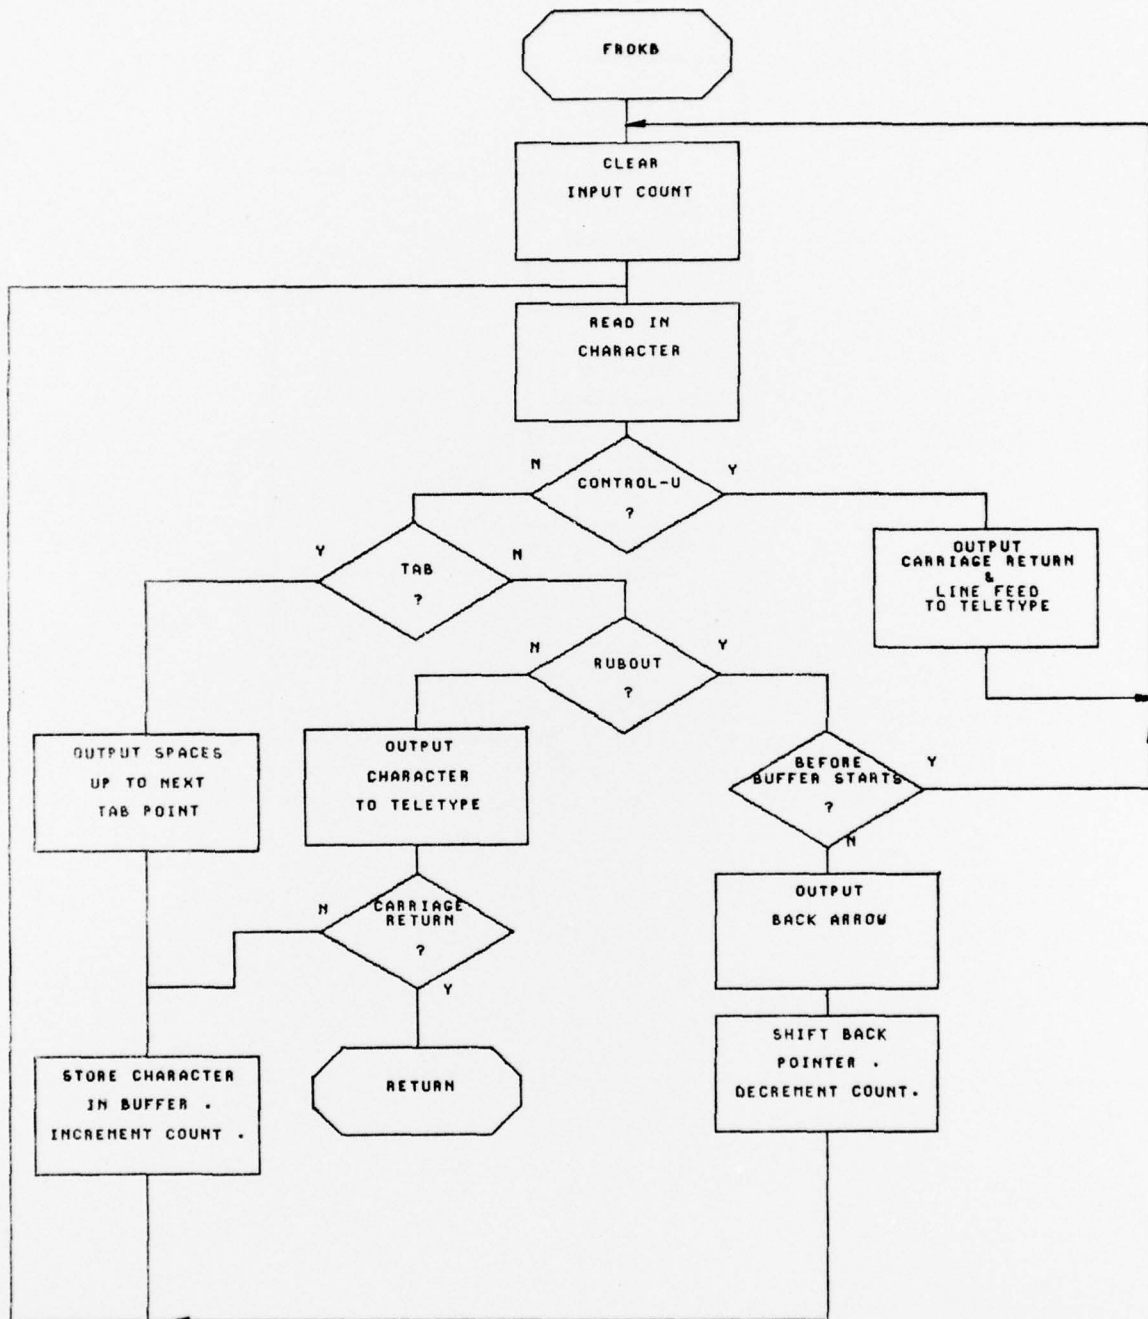 FROKB
CLEAR
INPUT COUNT
READ IN
CHARACTER
N
Y
CONTROL-U
?
Y
N
TAB
?
OUTPUT
CARRIAGE RETURN
&
LINE FEED
TO TELETYPE
N
Y
RUBOUT
?
OUTPUT SPACES
UP TO NEXT
TAB POINT
OUTPUT
CHARACTER
TO TELETYPE
BEFORE
BUFFER STARTS
?
Y
N
N
CARRIAGE
RETURN
?
Y
OUTPUT
BACK ARROW
STORE CHARACTER
IN BUFFER .
INCREMENT COUNT .
RETURN
SHIFT BACK
POINTER .
DECREMENT COUNT.